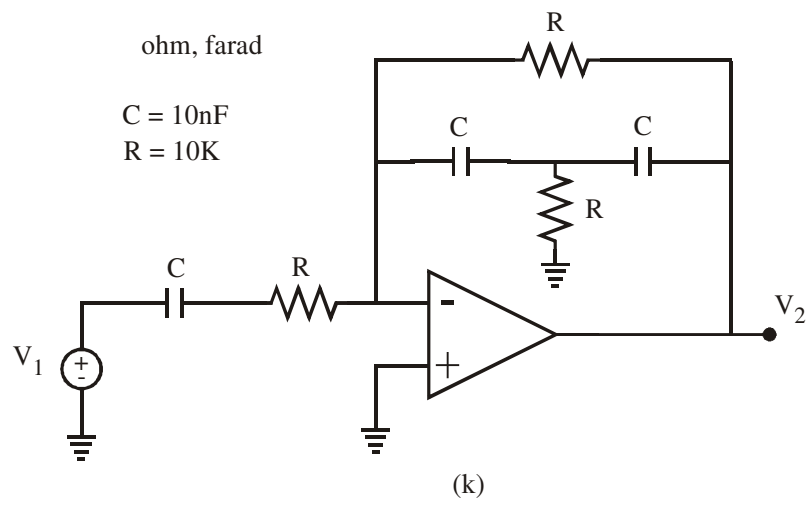 R
ohm, farad
C = 10nF
R = 10K
C
C
R
C
R
V1
+
-
-
+
V2
(k)